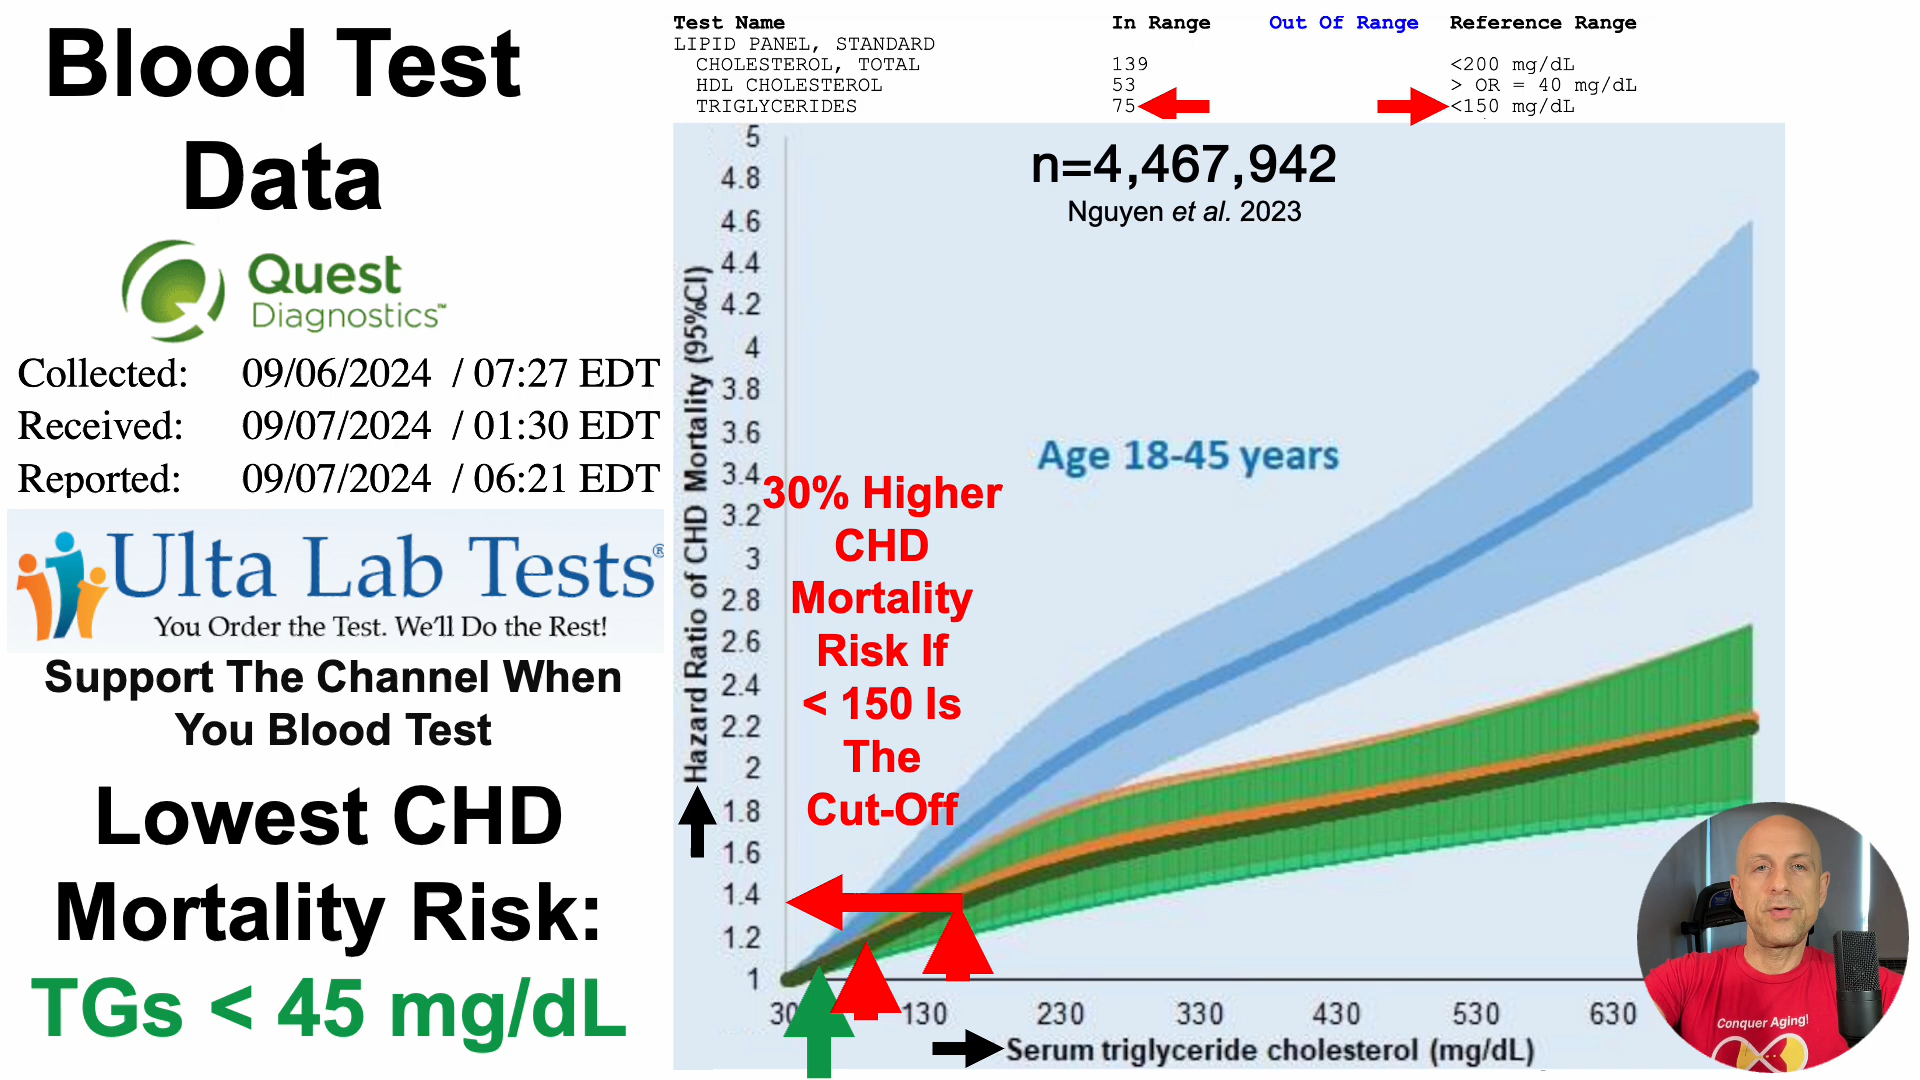 Blood Test
Data
Quest
Diagnostics™
Collected: 09/06/2024 / 07:27 EDT
Received: 09/07/2024 / 01:30 EDT
Reported: 09/07/2024 / 06:21 EDT
Ulta Lab Tests®
You Order the Test. We'll Do the Rest!
Support The Channel When
You Blood Test
Lowest CHD
Mortality Risk:
TGs < 45 mg/dL
Test Name In Range Out Of Range Reference Range
LIPID PANEL, STANDARD
CHOLESTEROL, TOTAL 139 <200 mg/dL
HDL CHOLESTEROL 53 > OR = 40 mg/dL
TRIGLYCERIDES 75 <150 mg/dL
n=4,467,942
Nguyen et al. 2023
Hazard Ratio of CHD Mortality (95%CI)
5
4.8
4.6
4.4
4.2
4
3.8
3.6
3.4
3.2
3
2.8
2.6
2.4
2.2
2
1.8
1.6
1.4
1.2
1
Age 18-45 years
30% Higher
CHD
Mortality
Risk If
< 150 Is
The
Cut-Off
30 130 230 330 430 530 630
Serum triglyceride cholesterol (mg/dL)
Conquer Aging!